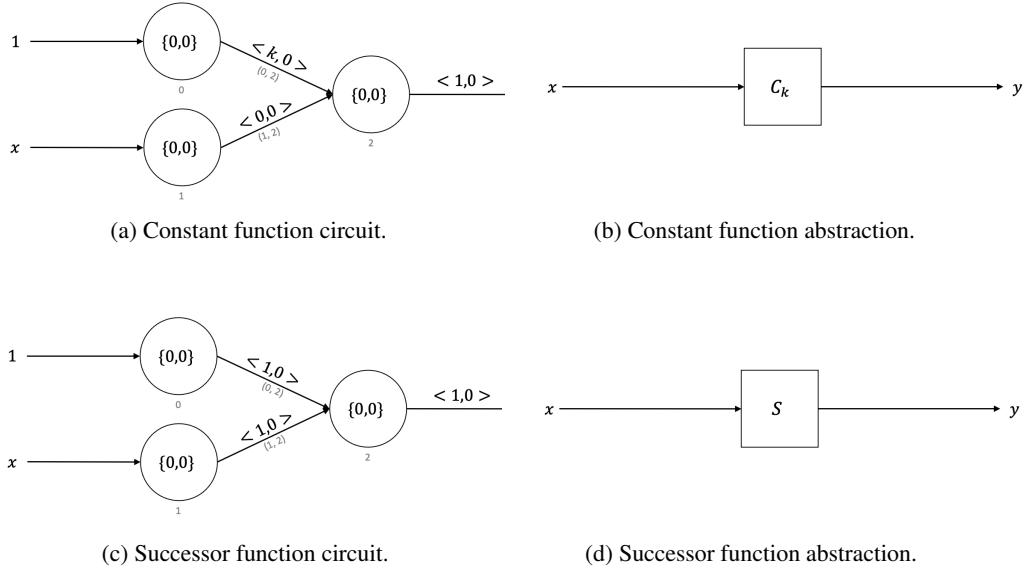 1
{0,0}
0
< k, 0 >
(0, 2)
x
{0,0}
1
< 0,0 >
(1, 2)
{0,0}
2
< 1,0 >
(a) Constant function circuit.
x
C_k
y
(b) Constant function abstraction.
1
{0,0}
0
< 1,0 >
(0, 2)
x
{0,0}
1
< 1,0 >
(1, 2)
{0,0}
2
< 1,0 >
(c) Successor function circuit.
x
S
y
(d) Successor function abstraction.